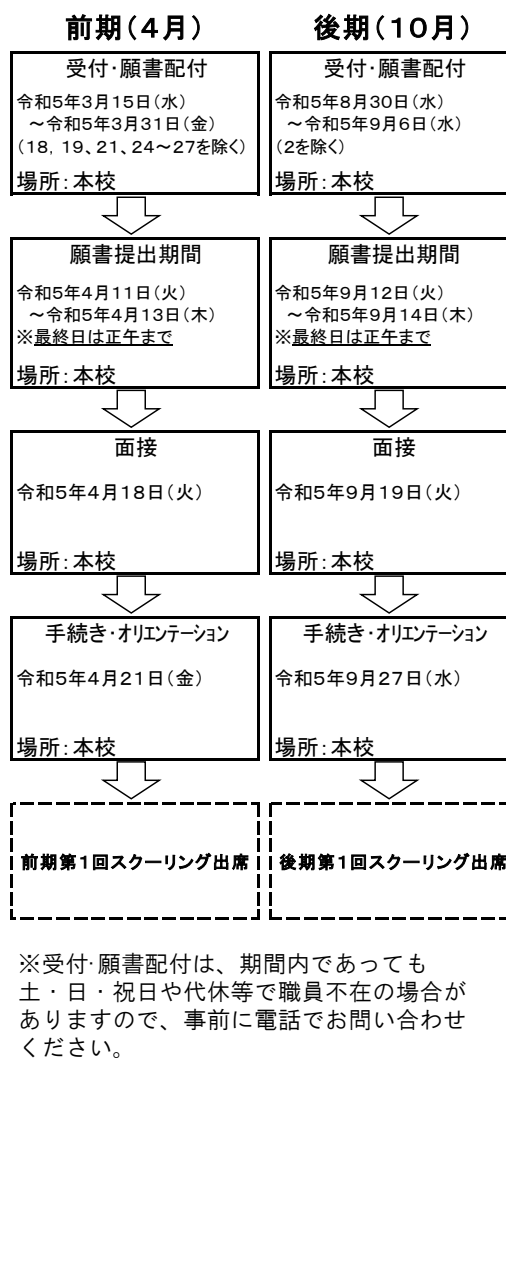 前期(4月)
受付･願書配付
令和5年3月15日(水)
～令和5年3月31日(金)
(18, 19、21、24～27を除く)
場所:本校
願書提出期間
令和5年4月11日(火)
～令和5年4月13日(木)
※最終日は正午まで
場所:本校
面接
令和5年4月18日(火)
場所:本校
手続き･オリエンテーション
令和5年4月21日(金)
場所:本校
前期第1回スクーリング出席
後期(10月)
受付･願書配付
令和5年8月30日(水)
～令和5年9月6日(水)
(2を除く)
場所:本校
願書提出期間
令和5年9月12日(火)
～令和5年9月14日(木)
※最終日は正午まで
場所:本校
面接
令和5年9月19日(火)
場所:本校
手続き･オリエンテーション
令和5年9月27日(水)
場所:本校
後期第1回スクーリング出席
※受付･願書配付は、期間内であっても
土・日・祝日や代休等で職員不在の場合が
ありますので、事前に電話でお問い合わせ
ください。